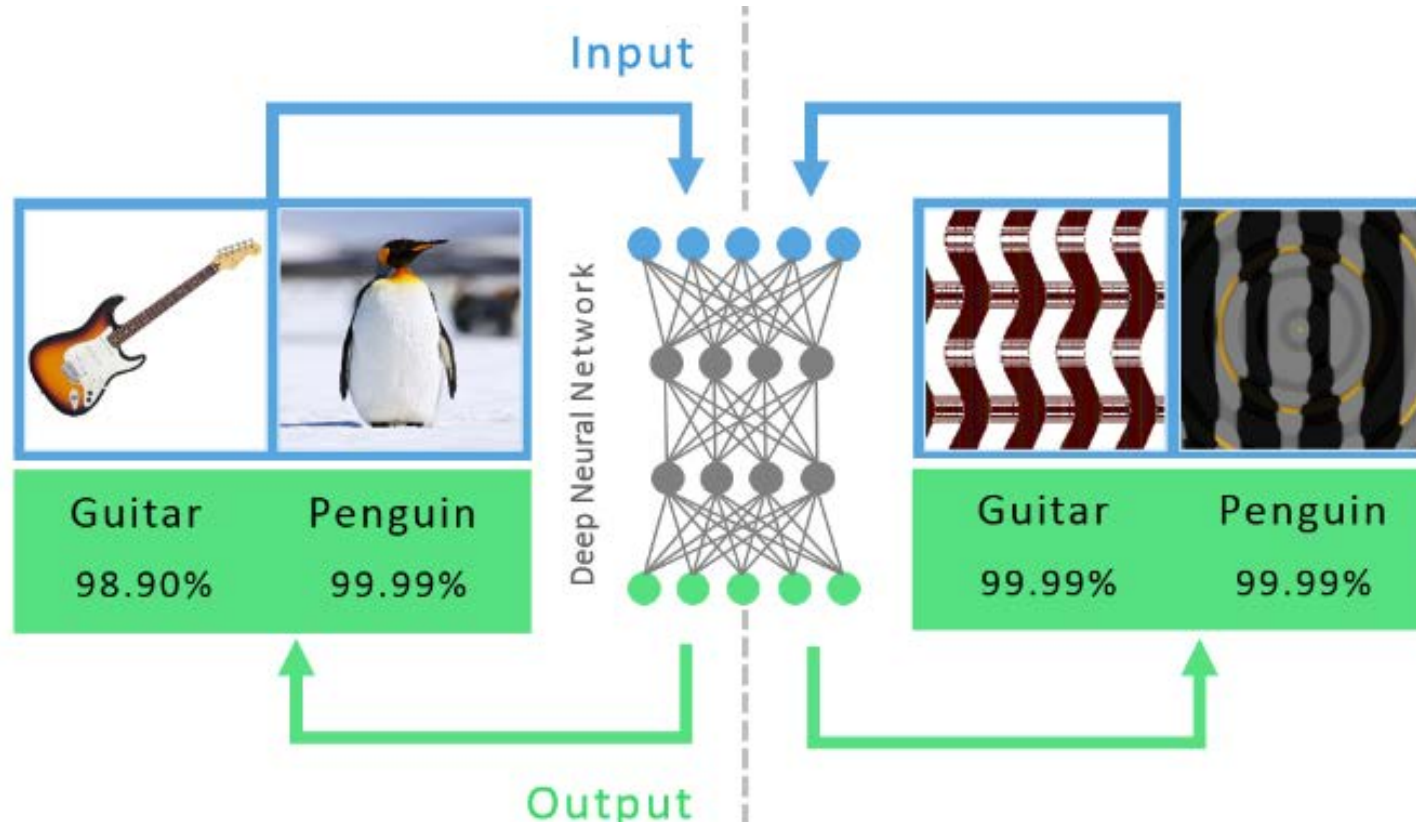 Input
Deep Neural Network
Guitar Penguin
98.90% 99.99%
Guitar Penguin
99.99% 99.99%
Output